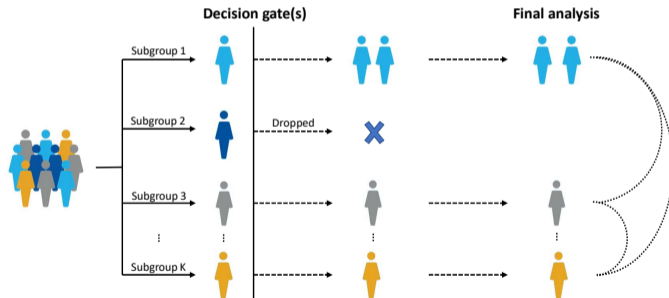 Decision gate(s)
Final analysis
Subgroup 1
Subgroup 2
Dropped
Subgroup 3
Subgroup K